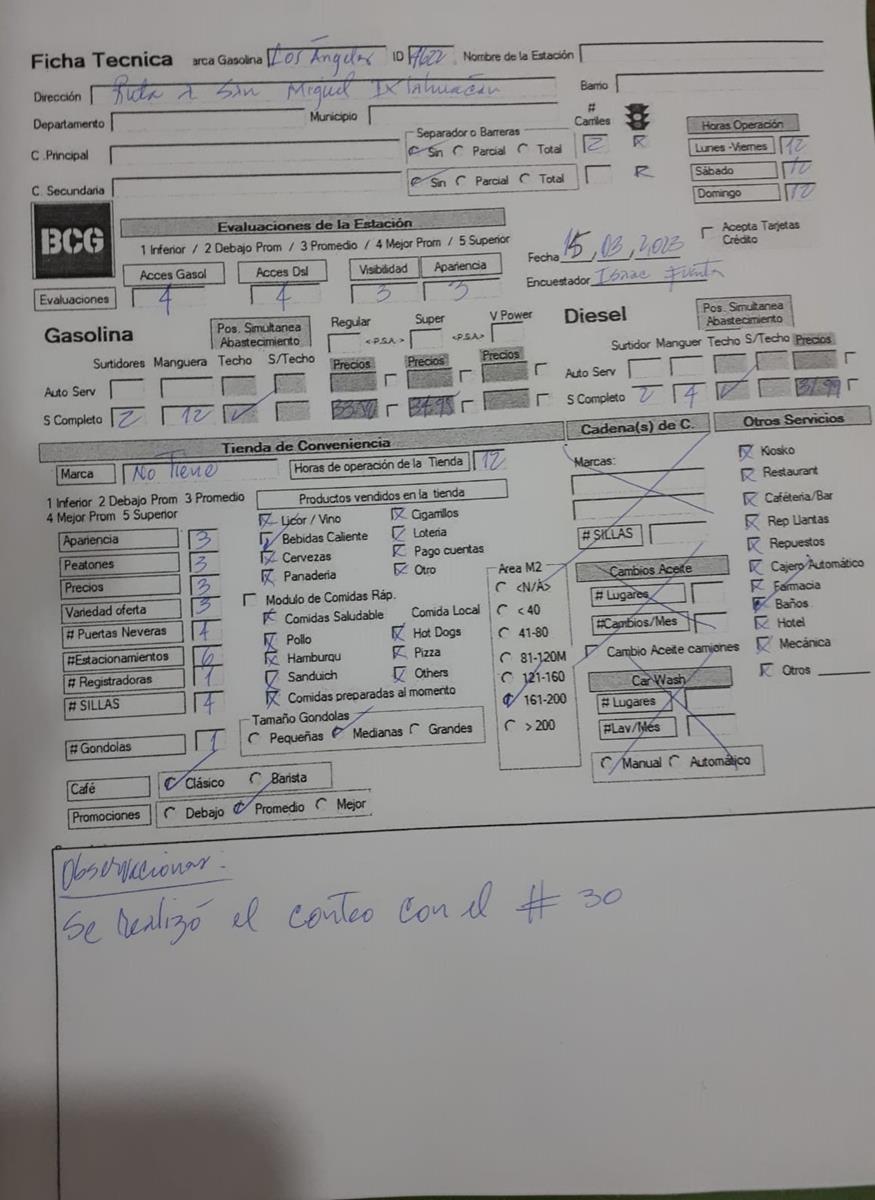 Ficha Tecnica arca Gasolina Los Ángeles ID 4622 Nombre de la Estación
Dirección Ruta a San Miguel Ixtahuacán Barrio
Departamento Municipio # Carriles
Separador o Barreras Horas Operación
C .Principal Sin Parcial Total 2 Lunes -Viernes 12
Sábado 12
C. Secundaria Sin Parcial Total Domingo 12
BCG Evaluaciones de la Estación
1 Inferior / 2 Debajo Prom / 3 Promedio / 4 Mejor Prom / 5 Superior
Acepta Tarjetas Crédito
Fecha 15, 03, 2,023
Acces Gasol Acces Dsl Visibilidad Apariencia
Encuestador Isaac
Evaluaciones 4 4 3 3
Gasolina Pos. Simultanea Abastecimiento Regular Super V Power
<P.S.A.> <P.S.A>
Diesel Pos. Simultanea Abastecimiento
Surtidores Manguera Techo S/Techo Precios Precios Precios
Surtidor Manguer Techo S/Techo Precios
Auto Serv
Auto Serv
S Completo 2 12 34.95
S Completo 2 4 31.99
Tienda de Conveniencia
Marca No Tiene Horas de operación de la Tienda 12
1 Inferior 2 Debajo Prom 3 Promedio
4 Mejor Prom 5 Superior
Productos vendidos en la tienda
Apariencia 3
Peatones 3
Precios 3
Variedad oferta 3
# Puertas Neveras 4
#Estacionamientos 6
# Registradoras 1
# SILLAS 4
# Gondolas 1
Licor / Vino Cigarrillos
Bebidas Caliente Loteria
Cervezas Pago cuentas
Panaderia Otro
Modulo de Comidas Ráp.
Comidas Saludable Comida Local
Pollo Hot Dogs
Hamburqu Pizza
Sanduich Others
Comidas preparadas al momento
Tamaño Gondolas
Pequeñas Medianas Grandes
Café Clásico Barista
Promociones Debajo Promedio Mejor
Area M2
<N/A>
< 40
41-80
81-120M
121-160
161-200
> 200
Cadena(s) de C.
Marcas:
# SILLAS
Cambios Aceite
# Lugares
#Cambios/Mes
Cambio Aceite camiones
Car Wash
# Lugares
#Lav/Mes
Manual Automático
Otros Servicios
Kiosko
Restaurant
Caféteria/Bar
Rep Llantas
Repuestos
Cajero Automático
Farmacia
Baños
Hotel
Mecánica
Otros
Observaciones:
Se realizó el conteo con el # 30